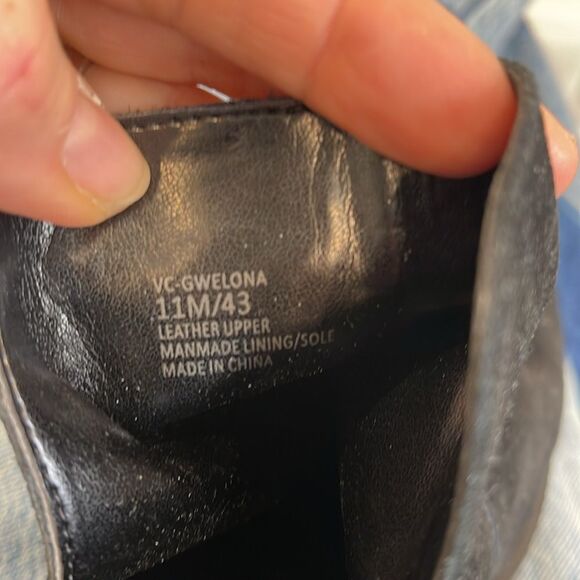 VC-GWELONA
11M/43
LEATHER UPPER
MANMADE LINING/SOLE
MADE IN CHINA